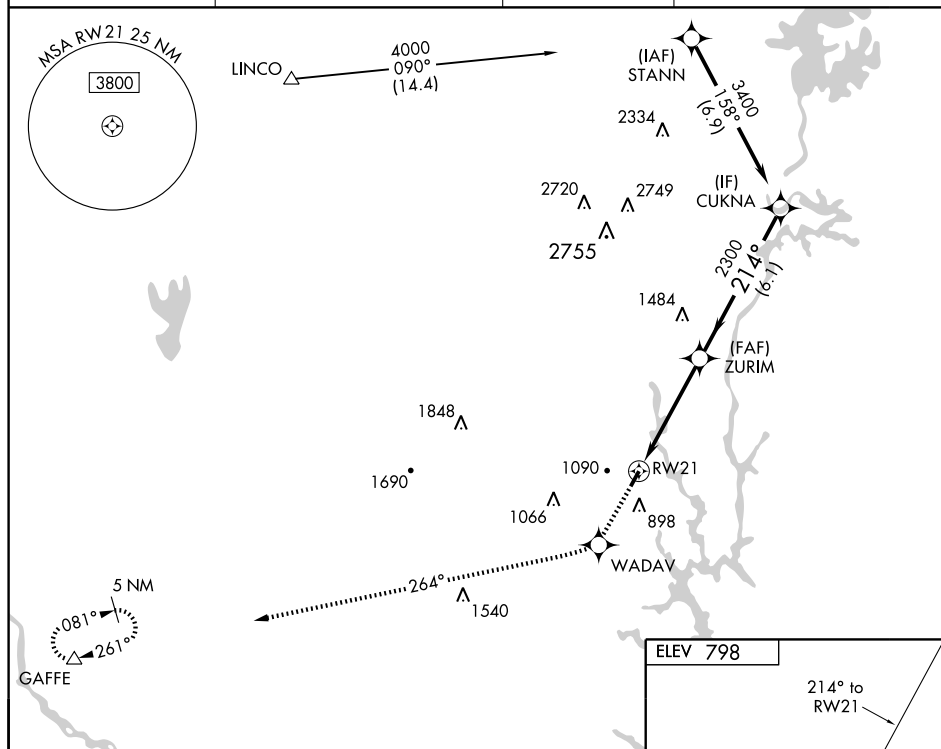 MSA RW21 25 NM
3800
LINCO
4000
090°
(14.4)
(IAF)
STANN
3400
158°
(6.9)
2334
2720
2749
2755
(IF)
CUKNA
2300
214°
(6.1)
1484
(FAF)
ZURIM
1848
1690
1090
RW21
1066
898
WADAV
264°
1540
5 NM
081°
261°
GAFFE
ELEV 798
214° to
RW21